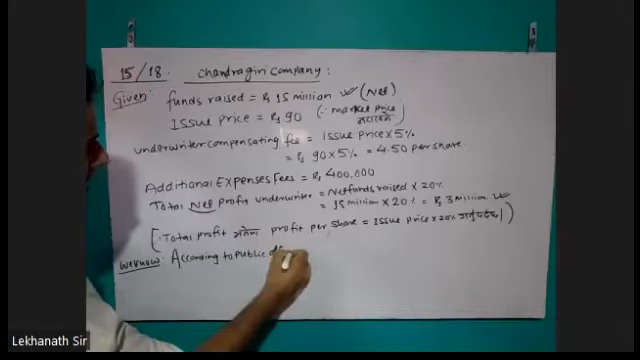 15/18. Chandragiri Company:
Given: funds raised = Rs 15 million (Net)
Issue price = Rs 90 (∵ market price
underwriter compensating fee = Issue price × 5%
= Rs 90 × 5% = 4.50 per share.
Additional Expenses Fees = Rs 400,000
Total Net profit underwriter = Net funds raised × 20%
= 15 million × 20% = Rs 3 million
[∵ Total profit profit per share = Issue price × 20%
We know: According to public
Lekhanath Sir